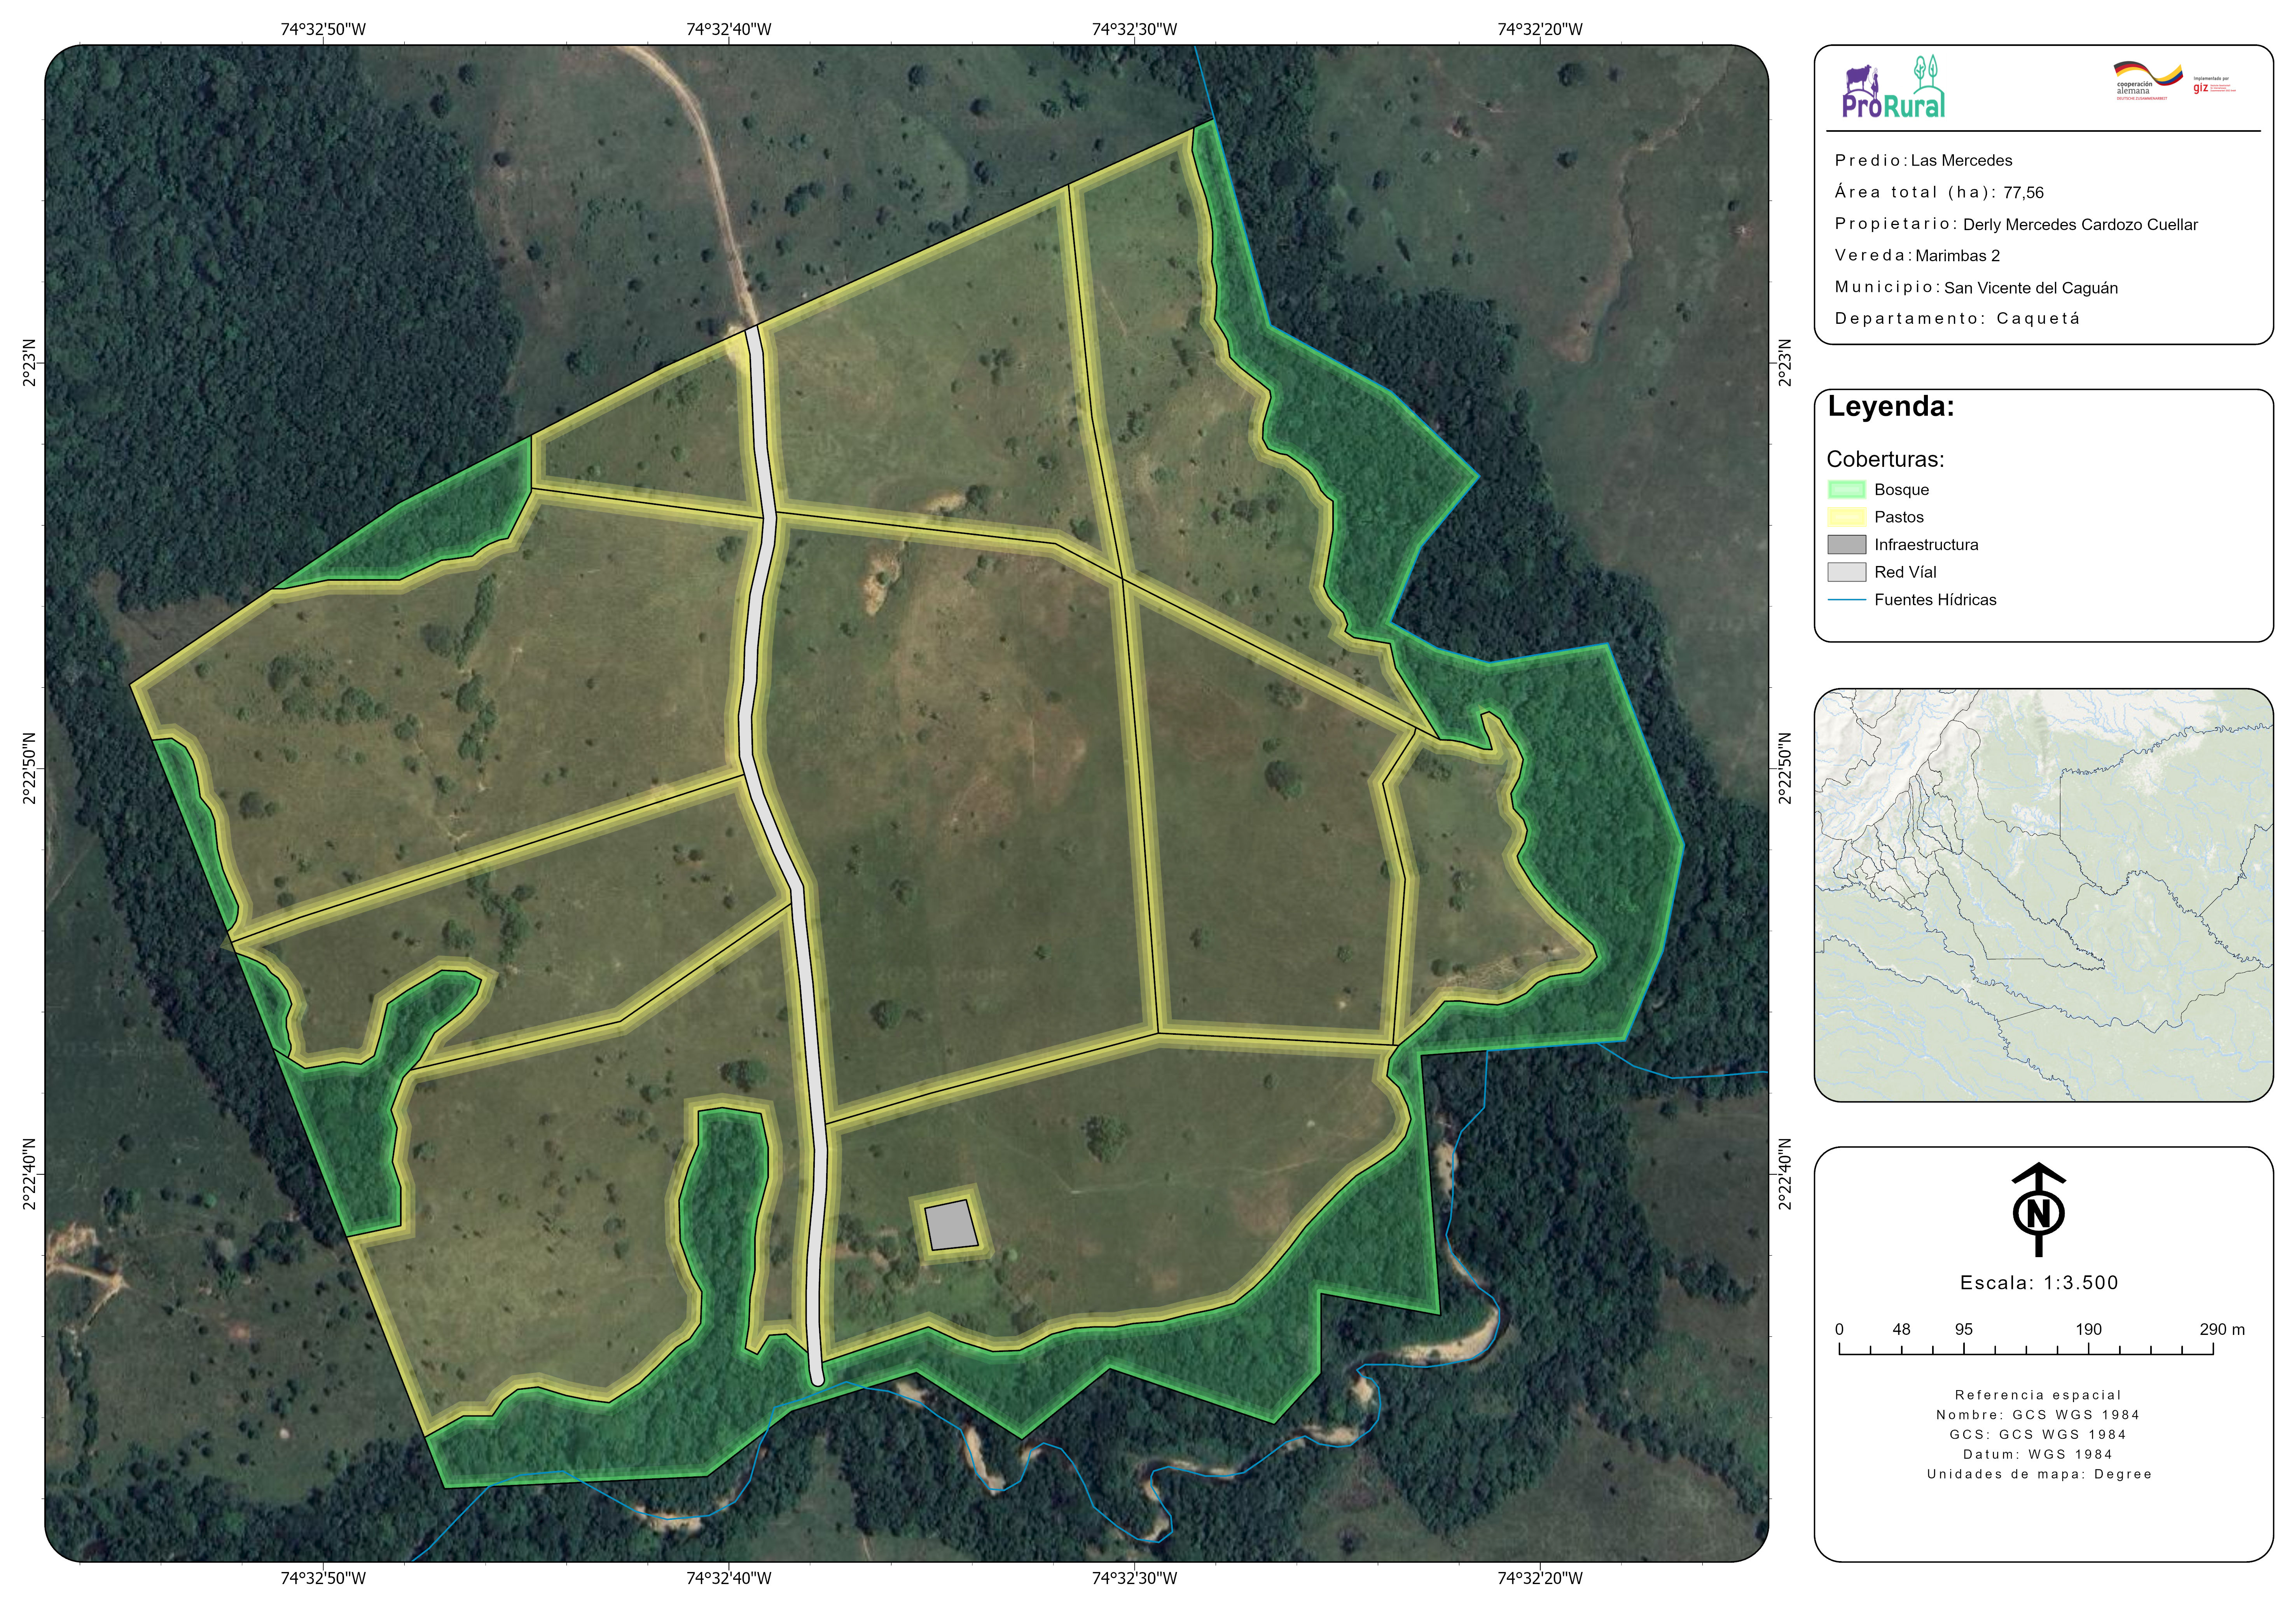 74°32'50"W 74°32'40"W 74°32'30"W 74°32'20"W
2°23'N 2°23'N
2°22'50"N 2°22'50"N
2°22'40"N 2°22'40"N
74°32'50"W 74°32'40"W 74°32'30"W 74°32'20"W
ProRural
cooperación
alemana
DEUTSCHE ZUSAMMENARBEIT
Implementada por
giz
Predio: Las Mercedes
Área total (ha): 77,56
Propietario: Derly Mercedes Cardozo Cuellar
Vereda: Marimbas 2
Municipio: San Vicente del Caguán
Departamento: Caquetá
Leyenda:
Coberturas:
Bosque
Pastos
Infraestructura
Red Víal
Fuentes Hídricas
N
Escala: 1:3.500
0 48 95 190 290 m
Referencia espacial
Nombre: GCS WGS 1984
GCS: GCS WGS 1984
Datum: WGS 1984
Unidades de mapa: Degree